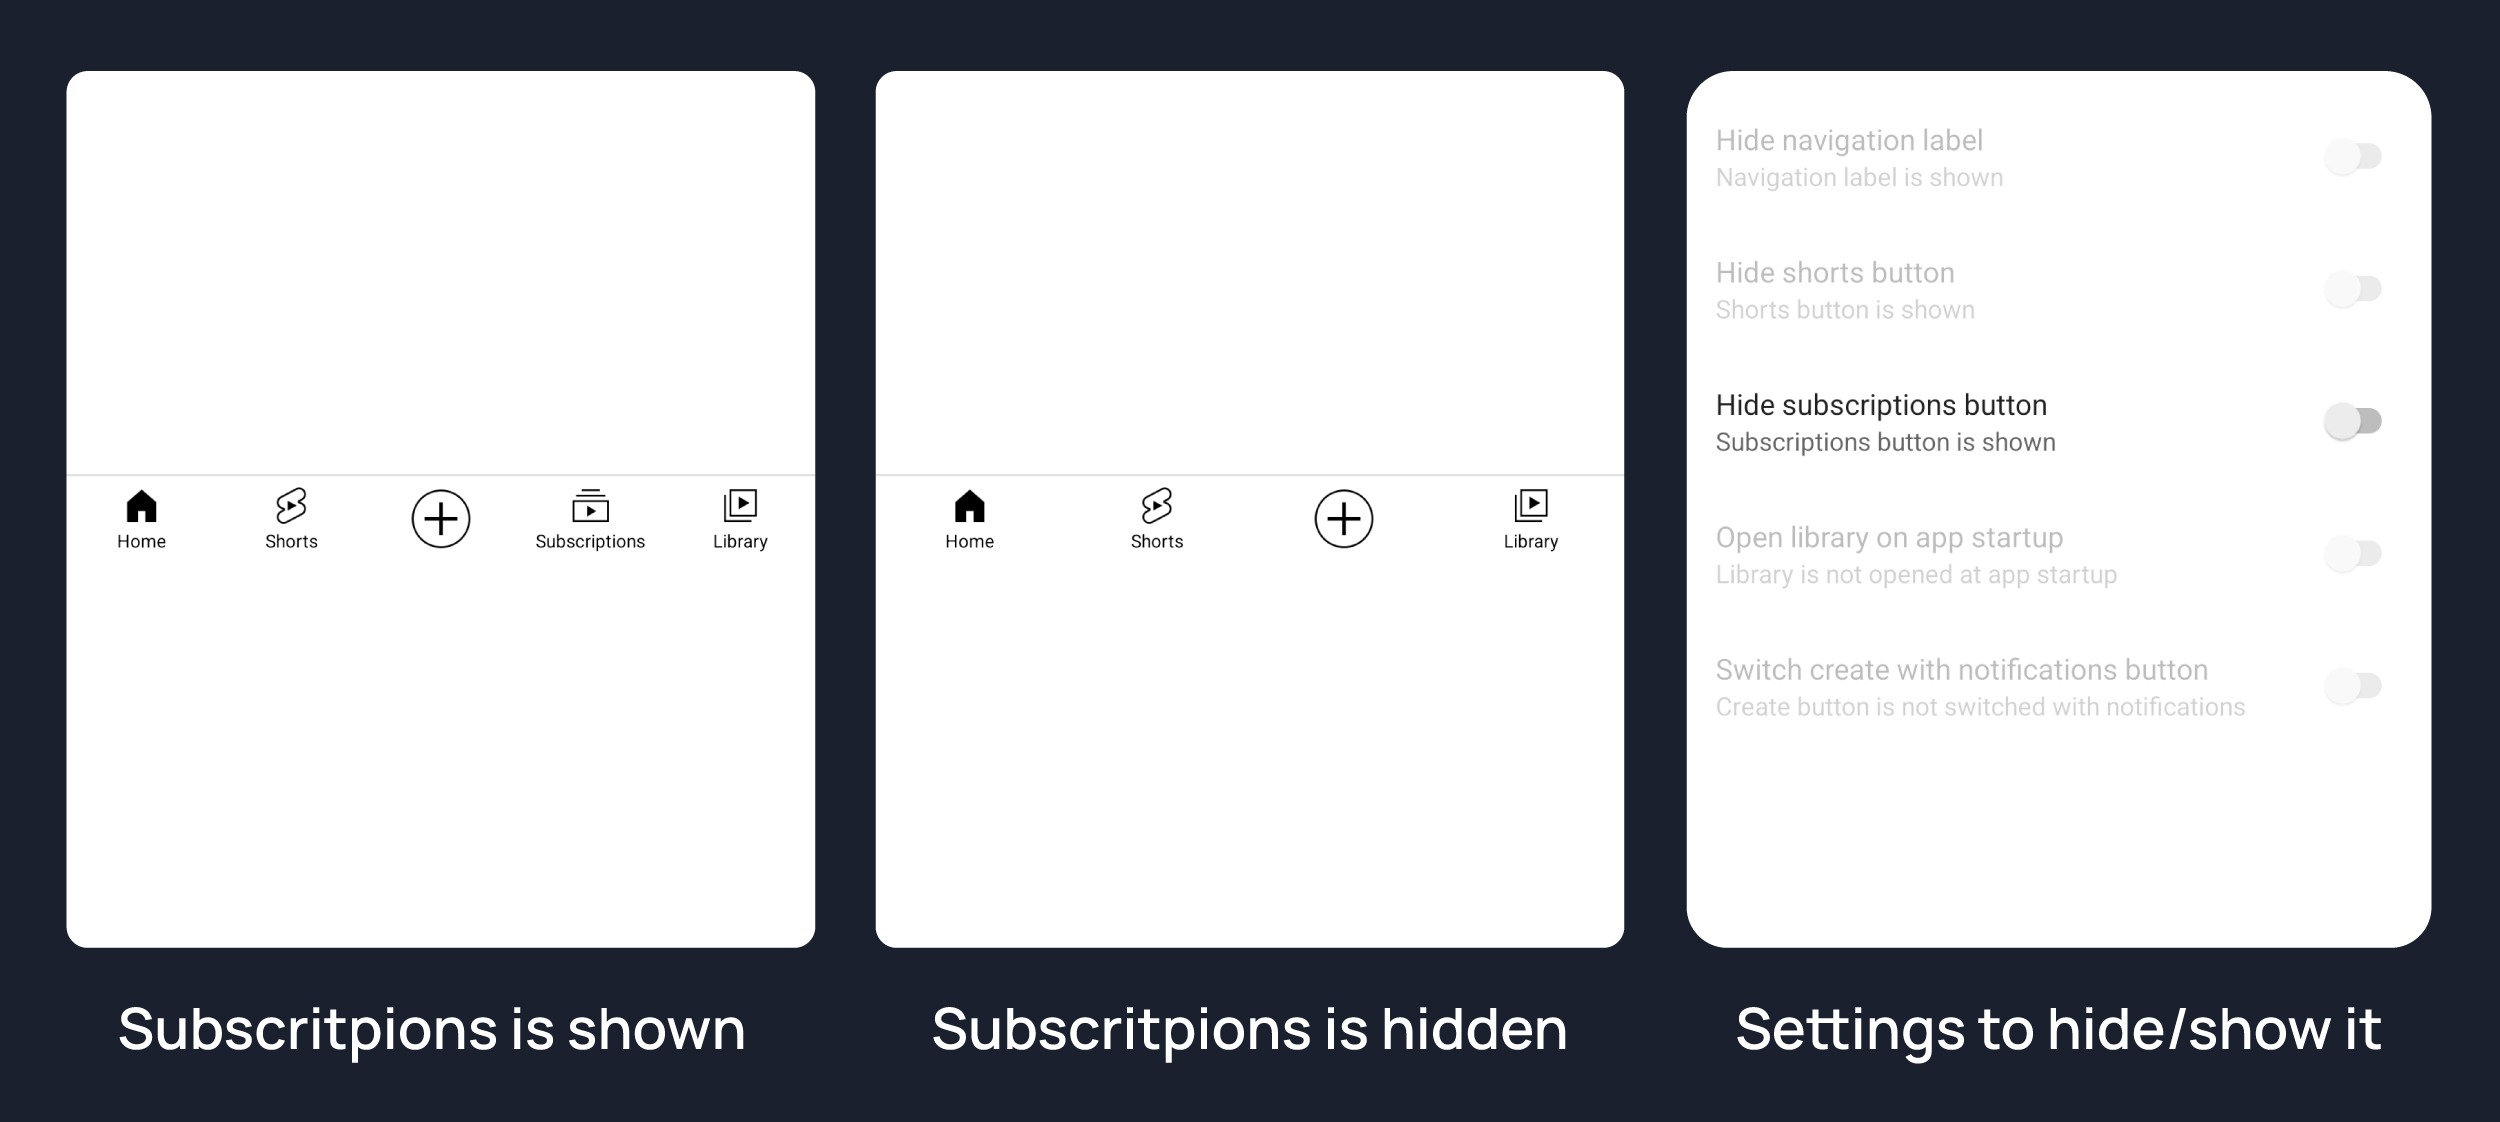 Home
Shorts
Subscriptions
Library
Home
Shorts
Library
Hide navigation label
Navigation label is shown
Hide shorts button
Shorts button is shown
Hide subscriptions button
Subscriptions button is shown
Open library on app startup
Library is not opened at app startup
Switch create with notifications button
Create button is not switched with notifications
Subscritpions is shown
Subscritpions is hidden
Settings to hide/show it